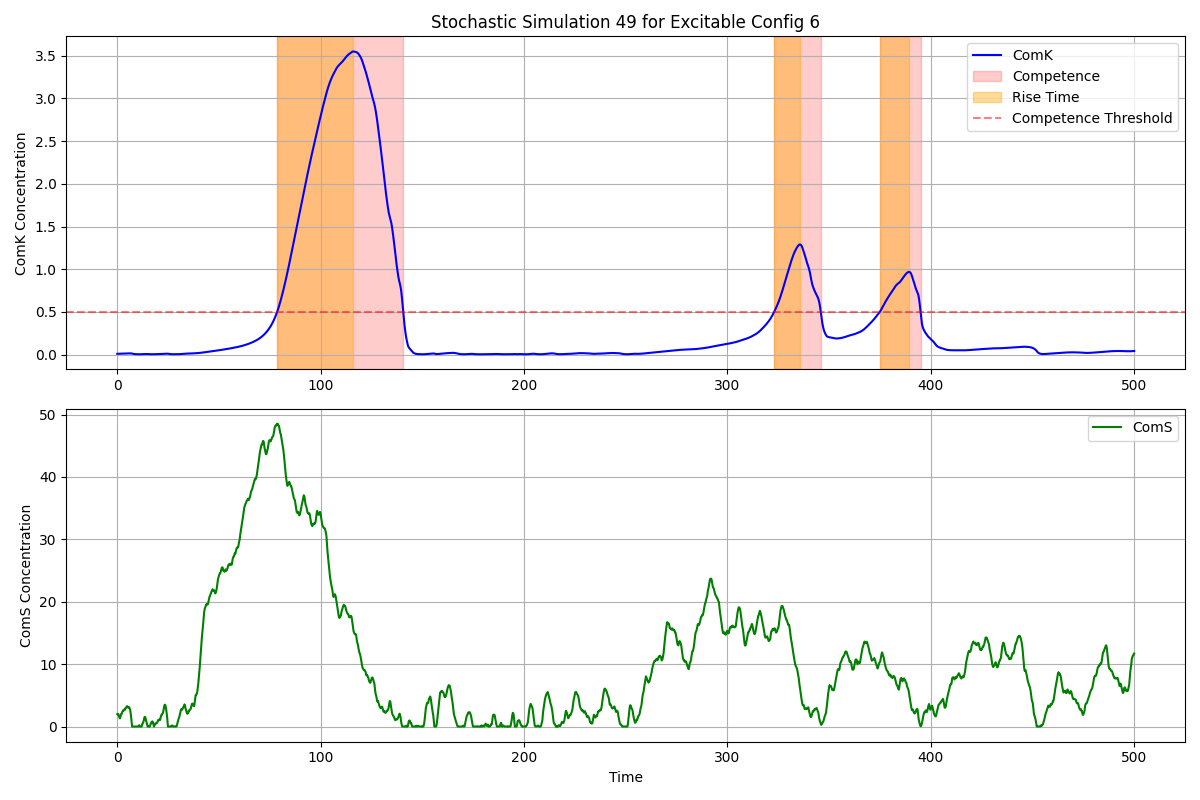 Stochastic Simulation 49 for Excitable Config 6
ComK Concentration
3.5
3.0
2.5
2.0
1.5
1.0
0.5
0.0
ComK
Competence
Rise Time
Competence Threshold
0 100 200 300 400 500
ComS Concentration
50
40
30
20
10
0
ComS
0 100 200 300 400 500
Time